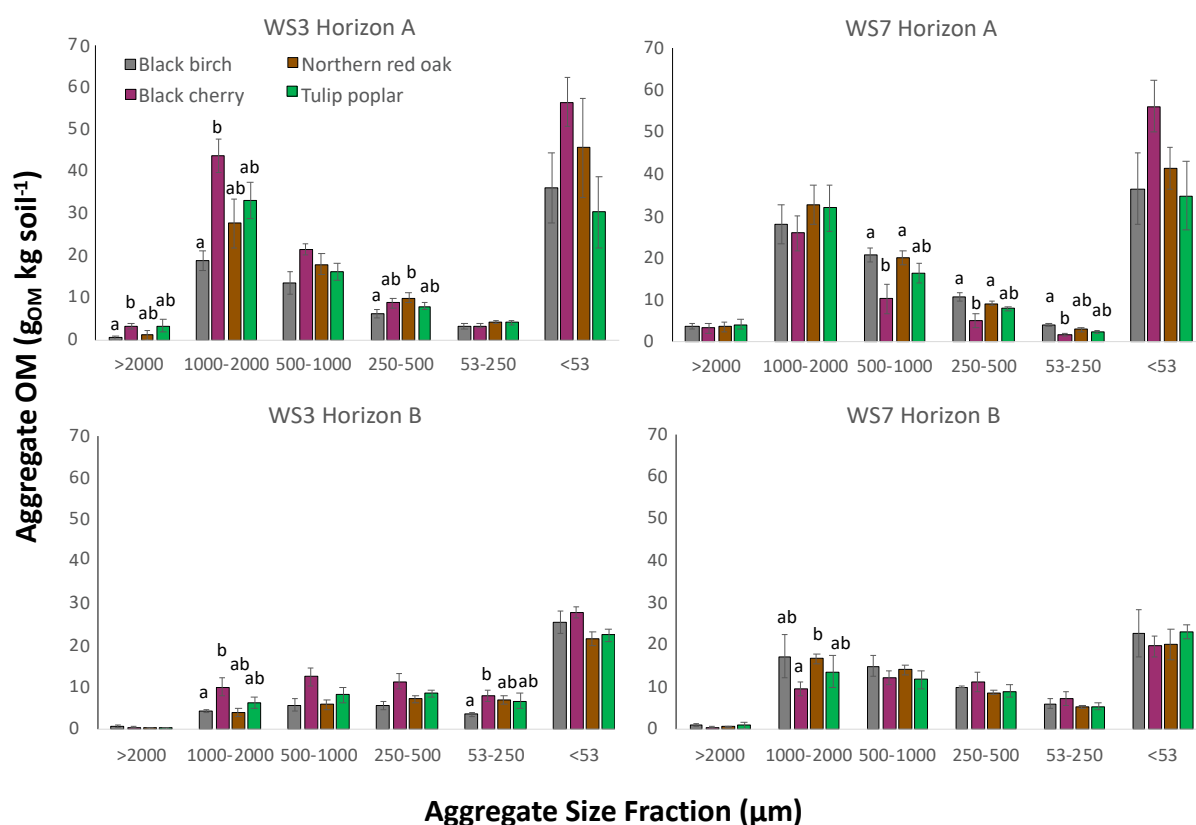 WS3 Horizon A
70
60
50
40
30
20
10
0
Black birch
Northern red oak
Black cherry
Tulip poplar
a b ab ab
a b ab ab
a ab b ab
>2000 1000-2000 500-1000 250-500 53-250 <53
WS7 Horizon A
70
60
50
40
30
20
10
0
a b a ab
a b a ab
a b ab ab
>2000 1000-2000 500-1000 250-500 53-250 <53
Aggregate OM (gOM kg soil-1)
WS3 Horizon B
70
60
50
40
30
20
10
0
a b ab ab
a b ab ab
>2000 1000-2000 500-1000 250-500 53-250 <53
WS7 Horizon B
70
60
50
40
30
20
10
0
ab a b ab
>2000 1000-2000 500-1000 250-500 53-250 <53
Aggregate Size Fraction (µm)